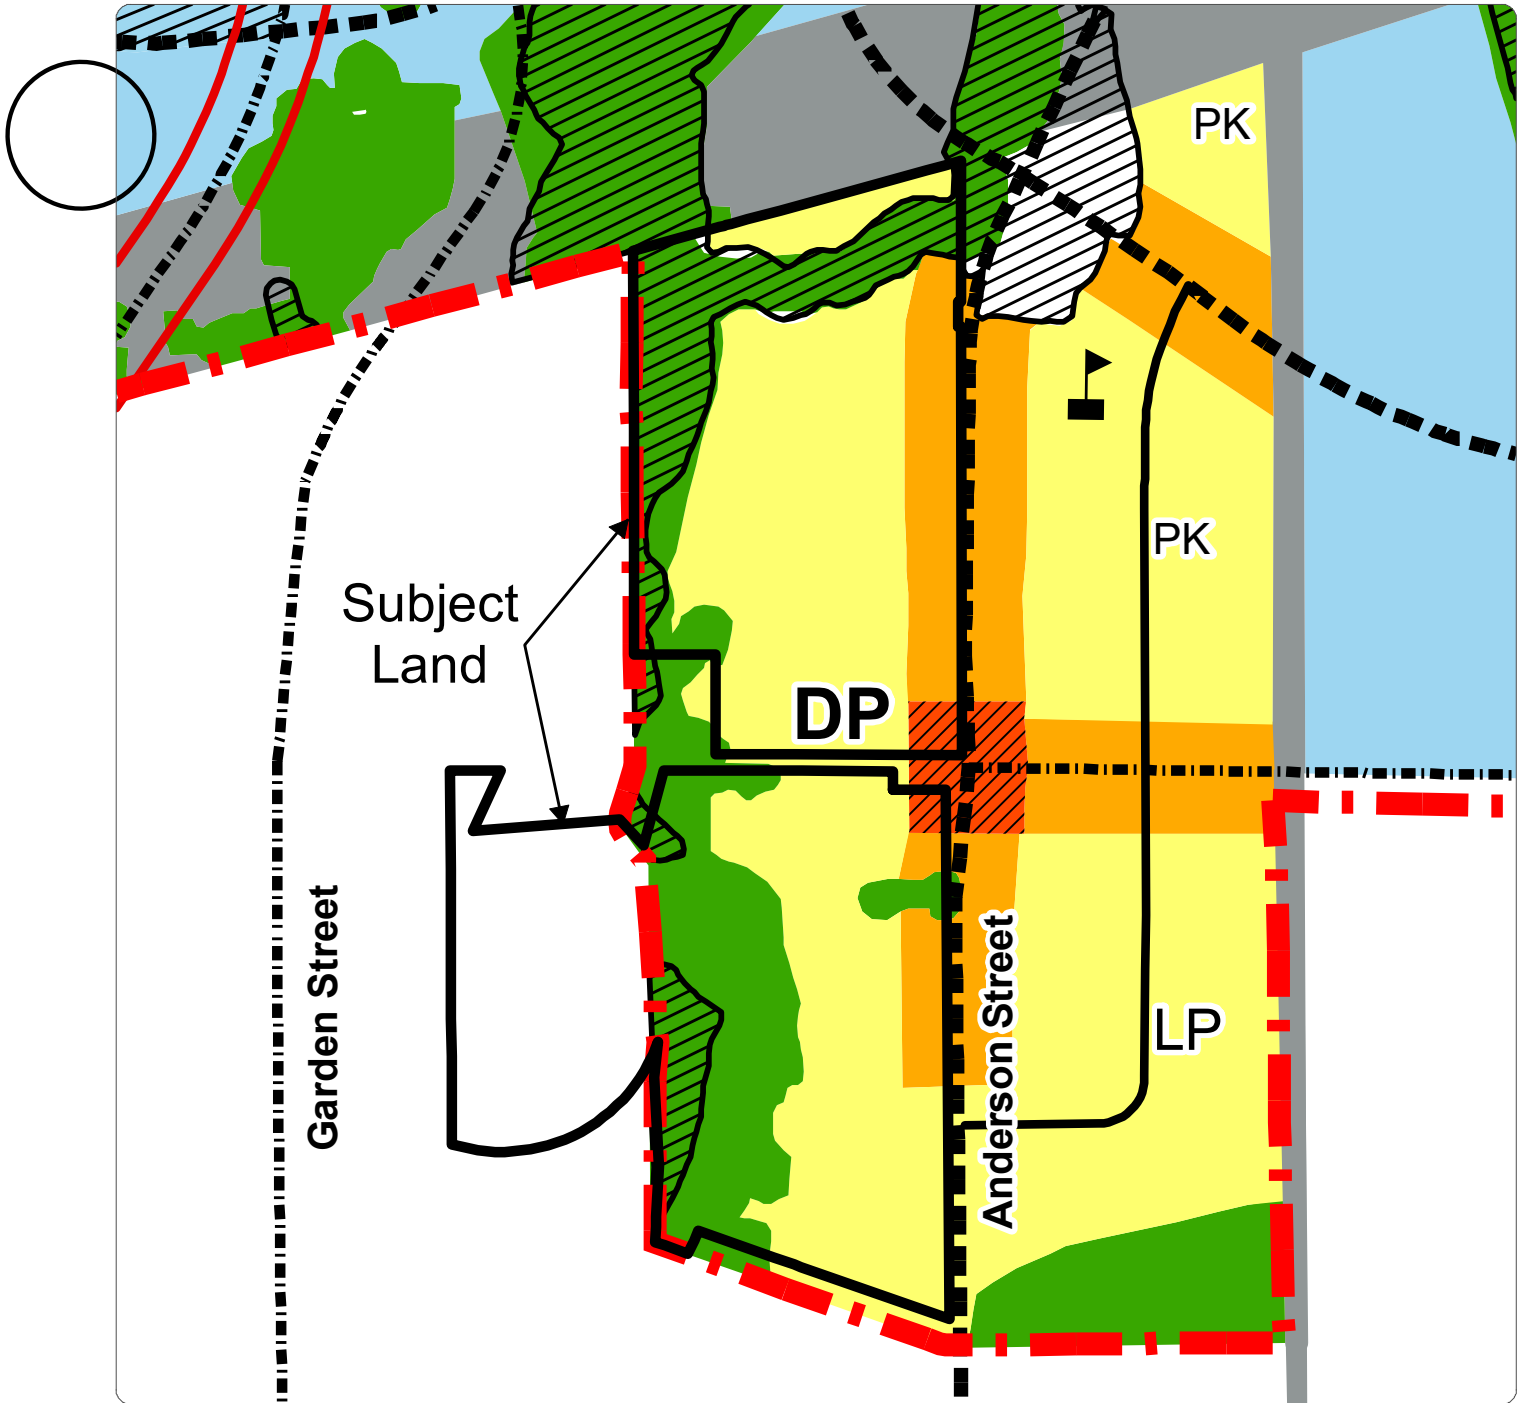 PK
PK
Subject
Land
DP
Garden Street
Anderson Street
LP